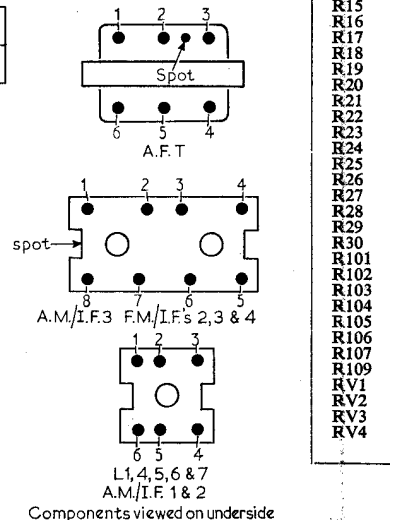 1 2 3
Spot
6 5 4
A.F.T
1 2 3 4
spot
8 7 6 5
A.M./I.F.3 F.M./I.F.'s 2,3 & 4
1 2 3
6 5 4
L1,4,5,6 & 7
A.M./I.F. 1 & 2
Components viewed on underside
R15
R16
R17
R18
R19
R20
R21
R22
R23
R24
R25
R26
R27
R28
R29
R30
R101
R102
R103
R104
R105
R106
R107
R109
RV1
RV2
RV3
RV4